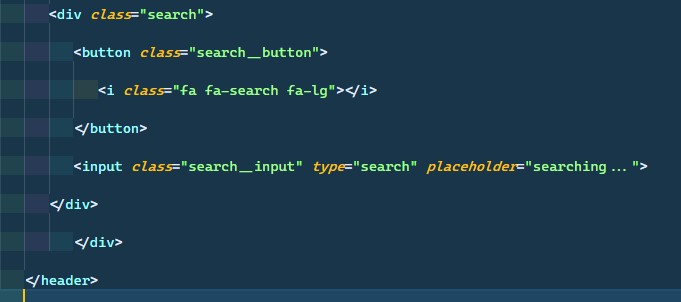 <div class="search">
<button class="search__button">
<i class="fa fa-search fa-lg"></i>
</button>
<input class="search__input" type="search" placeholder="searching...">
</div>
</div>
</header>